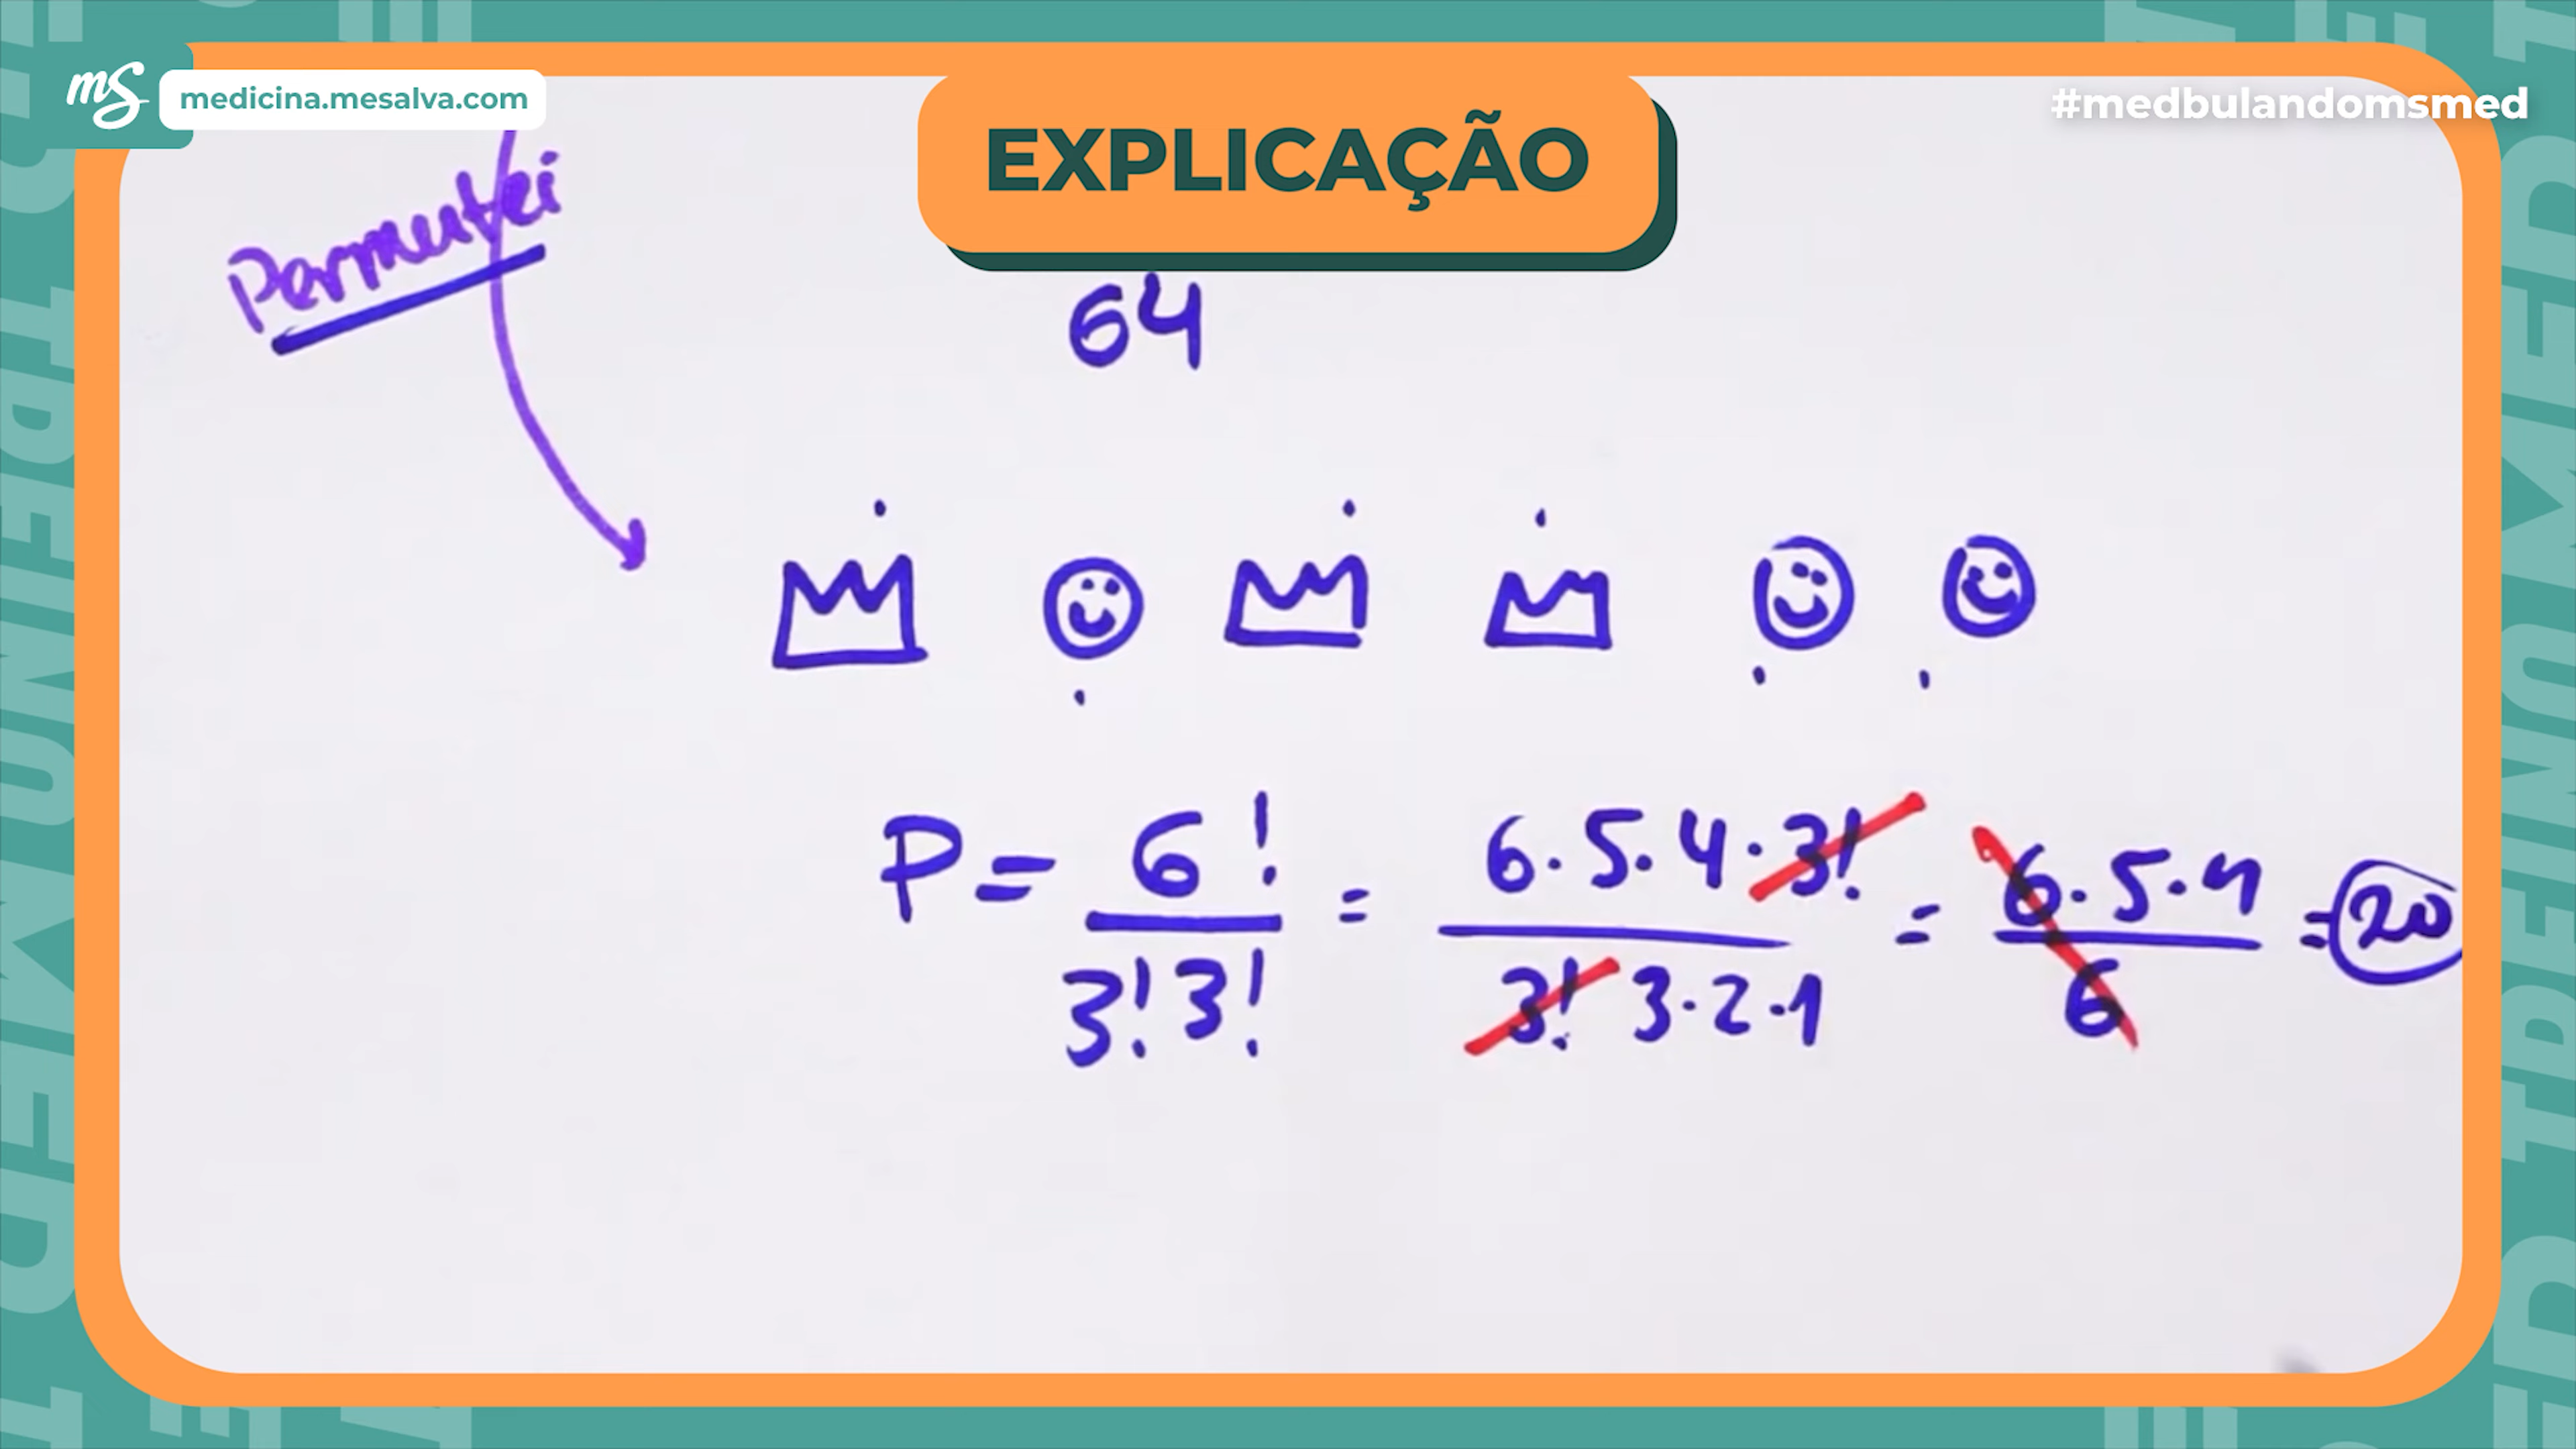 mS medicina.mesalva.com
#medbulandomsmed
EXPLICAÇÃO
Permutei
64
P = 6! / 3! 3! = 6.5.4.3! / 3! 3.2.1 = 6.5.4 / 6 = 20